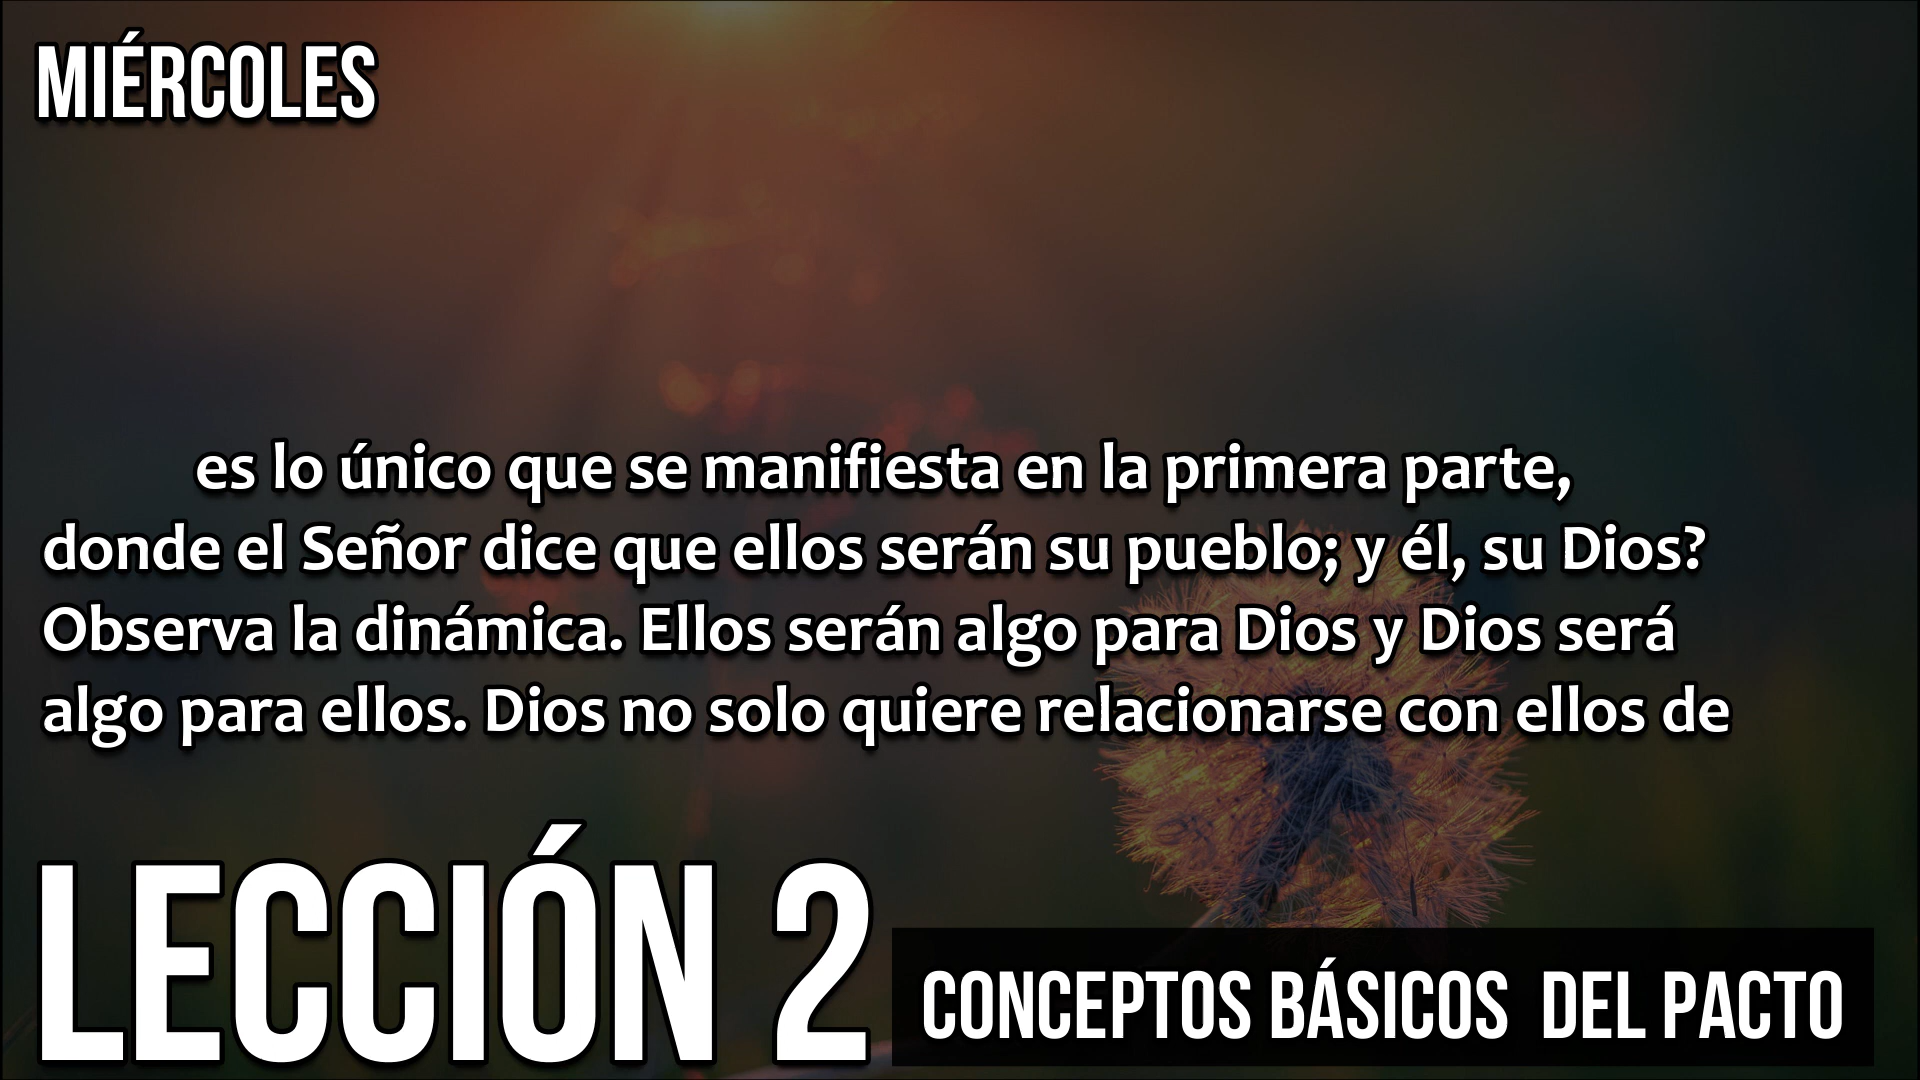 MIÉRCOLES
es lo único que se manifiesta en la primera parte,
donde el Señor dice que ellos serán su pueblo; y él, su Dios?
Observa la dinámica. Ellos serán algo para Dios y Dios será
algo para ellos. Dios no solo quiere relacionarse con ellos de
LECCIÓN 2
CONCEPTOS BÁSICOS DEL PACTO